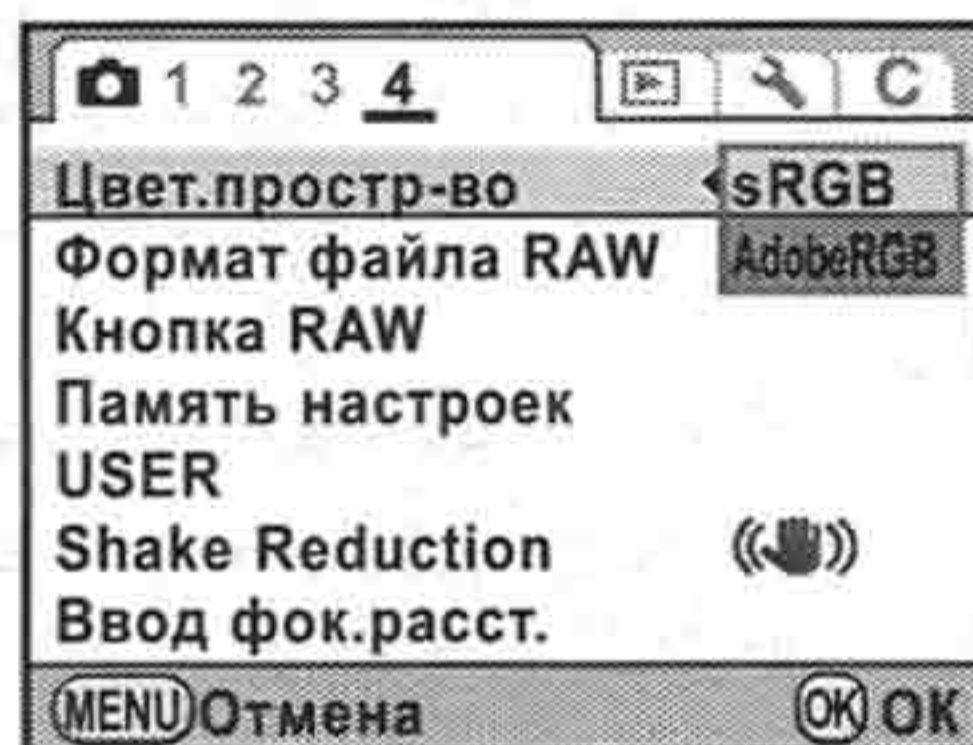 1 2 3 4 C
Цвет.простр-во sRGB
Формат файла RAW AdobeRGB
Кнопка RAW
Память настроек
USER
Shake Reduction
Ввод фок.расст.
MENU Отмена OK OK